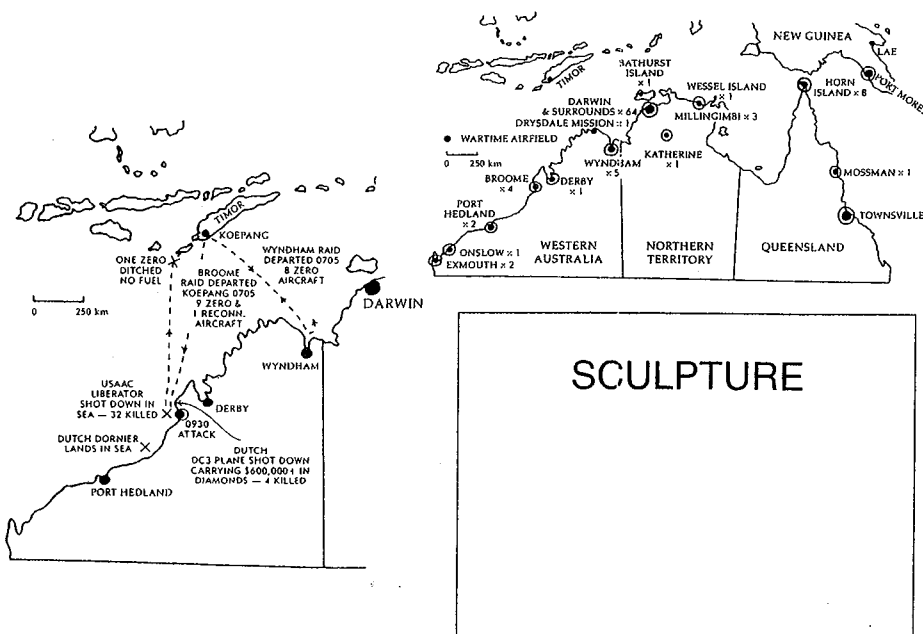 TIMOR
KOEPANG
ONE ZERO
DITCHED
NO FUEL
BROOME
RAID DEPARTED
KOEPANG 0705
9 ZERO &
1 RECONN.
AIRCRAFT
WYNDHAM RAID
DEPARTED 0705
8 ZERO
AIRCRAFT
DARWIN
0 250 km
WYNDHAM
USAAC
LIBERATOR
SHOT DOWN IN
SEA — 32 KILLED
DERBY
0930
ATTACK
DUTCH DORNIER
LANDS IN SEA
DUTCH
DC3 PLANE SHOT DOWN
CARRYING $600,000+ IN
DIAMONDS — 4 KILLED
PORT HEDLAND
NEW GUINEA
LAE
PORT MORES
TIMOR
BATHURST
ISLAND
× 1
WESSEL ISLAND
× 1
HORN
ISLAND × 8
DARWIN
& SURROUNDS × 64
MILLINGIMBI × 3
DRYSDALE MISSION × 1
WARTIME AIRFIELD
0 250 km
WYNDHAM
× 5
KATHERINE
× 1
BROOME
× 4
DERBY
× 1
MOSSMAN × 1
PORT
HEDLAND
× 2
TOWNSVILLE
ONSLOW × 1
EXMOUTH × 2
WESTERN
AUSTRALIA
NORTHERN
TERRITORY
QUEENSLAND
SCULPTURE